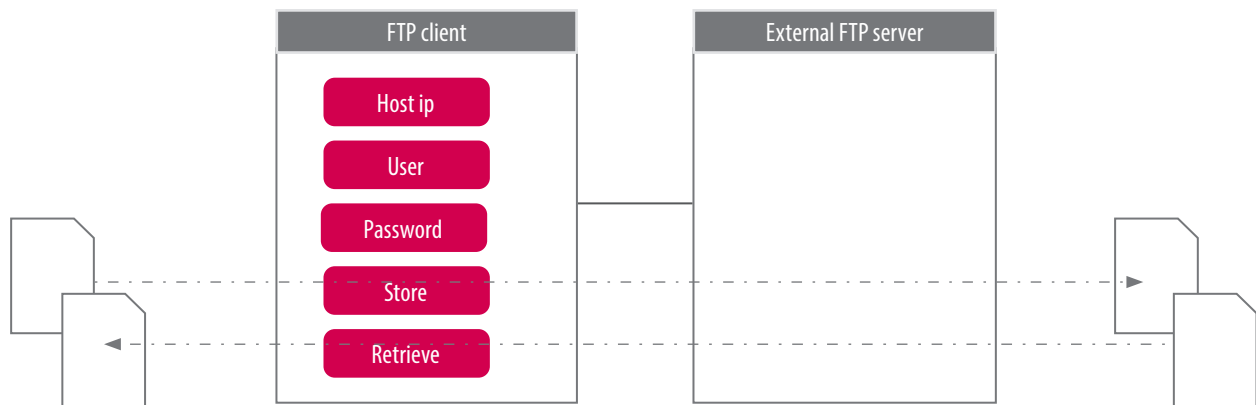 FTP client
External FTP server
Host ip
User
Password
Store
Retrieve